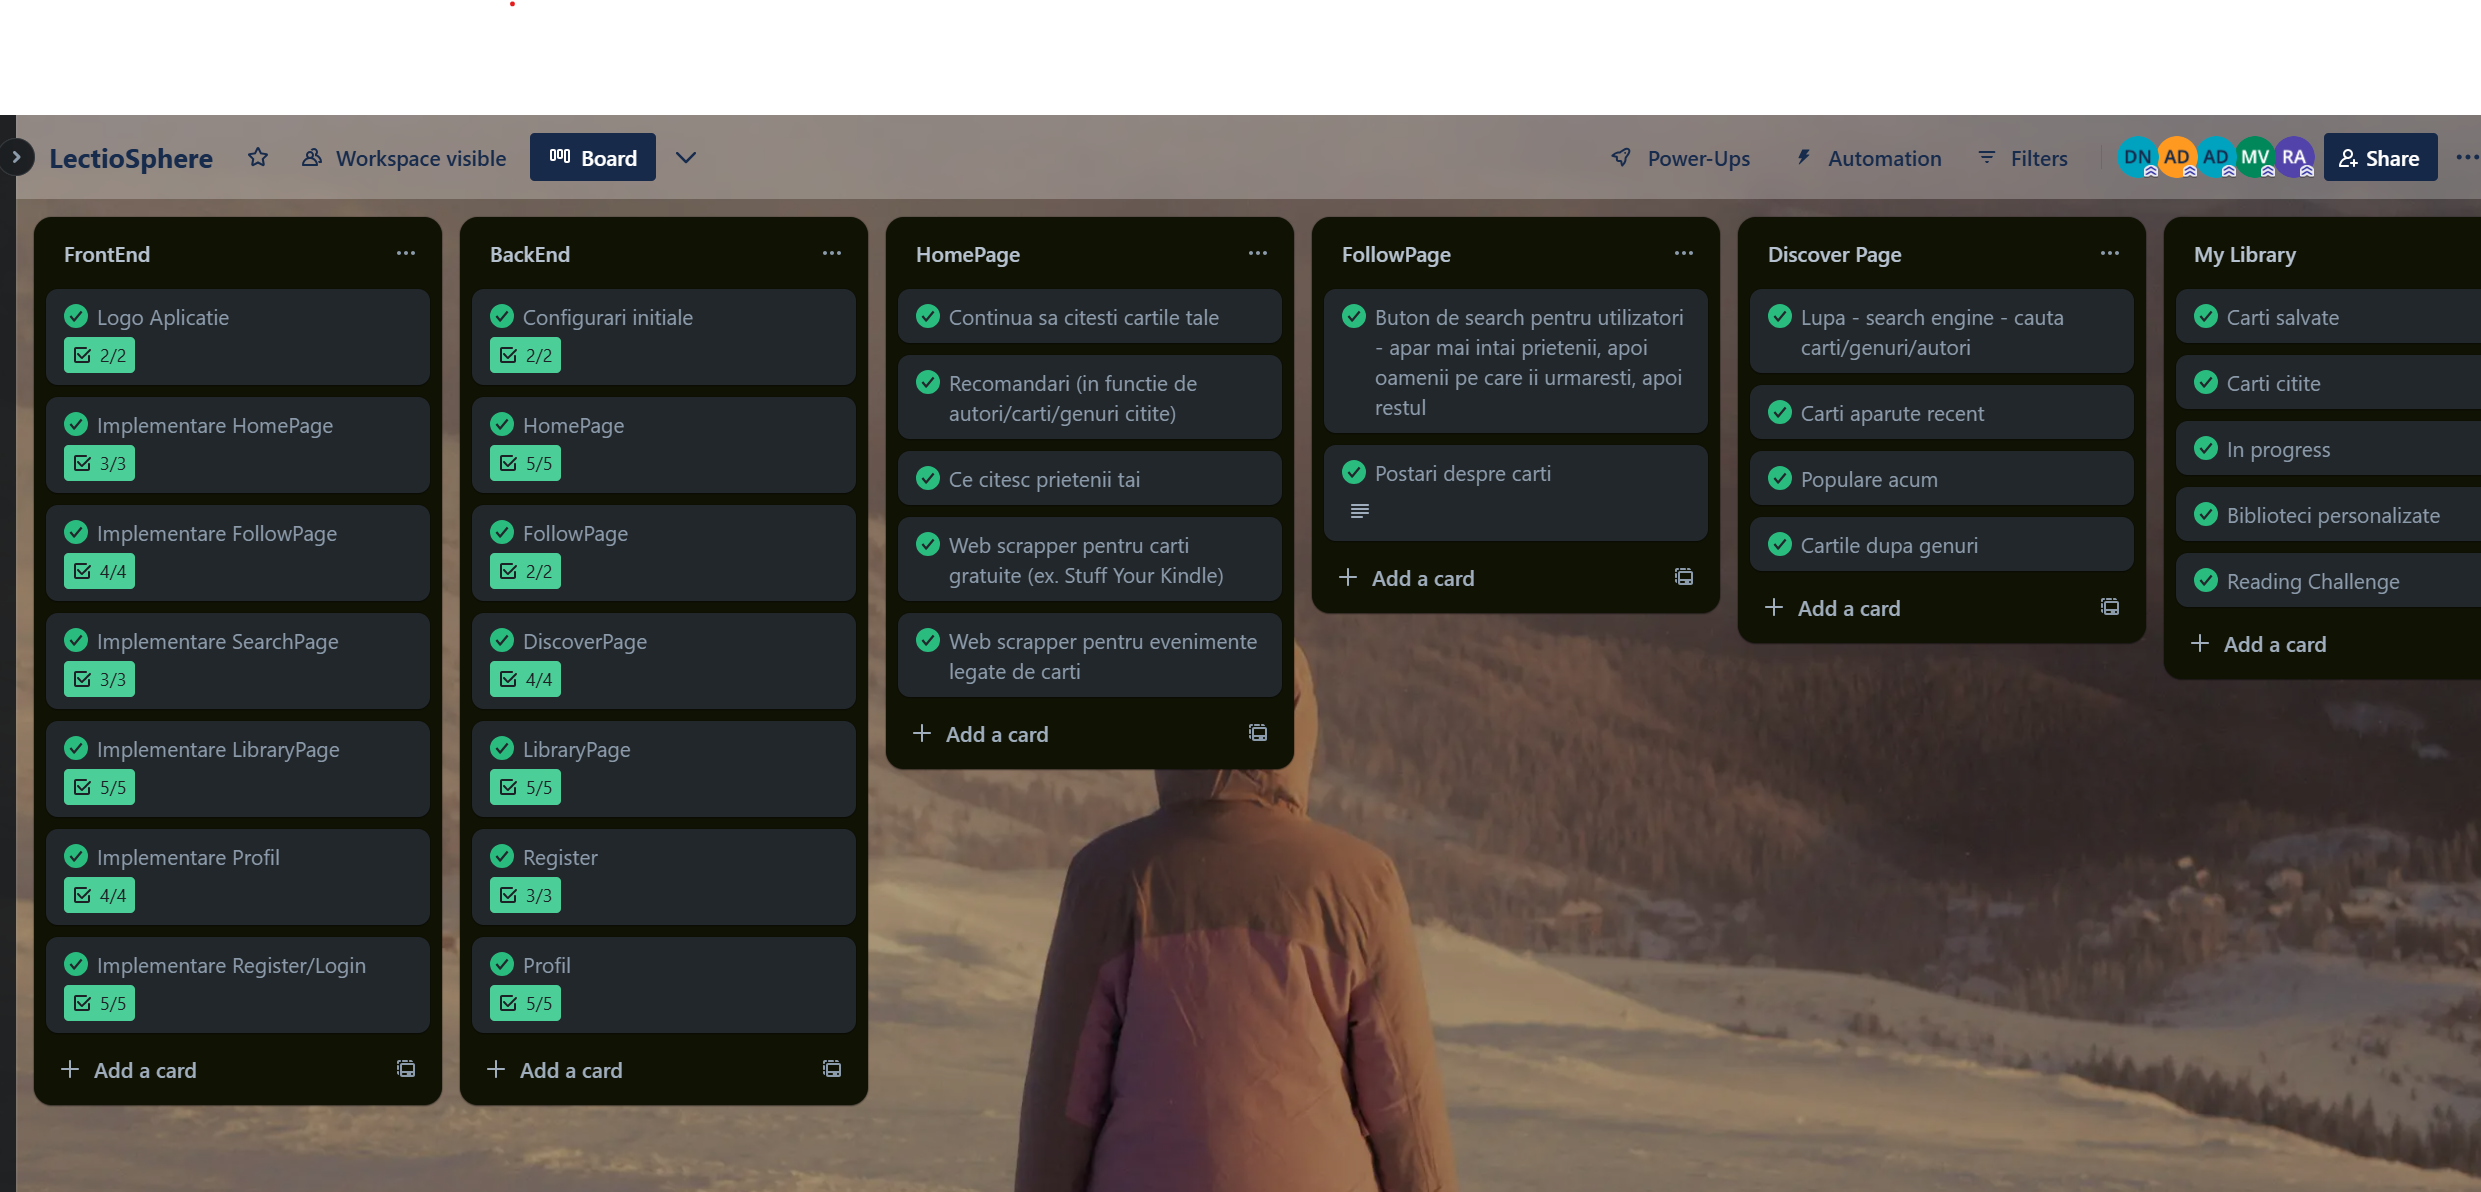 LectioSphere
Workspace visible
Board
Power-Ups
Automation
Filters
DN
AD
AD
MV
RA
Share
FrontEnd
Logo Aplicatie
2/2
Implementare HomePage
3/3
Implementare FollowPage
4/4
Implementare SearchPage
3/3
Implementare LibraryPage
5/5
Implementare Profil
4/4
Implementare Register/Login
5/5
Add a card
BackEnd
Configurari initiale
2/2
HomePage
5/5
FollowPage
2/2
DiscoverPage
4/4
LibraryPage
5/5
Register
3/3
Profil
5/5
Add a card
HomePage
Continua sa citesti cartile tale
Recomandari (in functie de
autori/carti/genuri citite)
Ce citesc prietenii tai
Web scrapper pentru carti
gratuite (ex. Stuff Your Kindle)
Web scrapper pentru evenimente
legate de carti
Add a card
FollowPage
Buton de search pentru utilizatori
- apar mai intai prietenii, apoi
oamenii pe care ii urmaresti, apoi
restul
Postari despre carti
Add a card
Discover Page
Lupa - search engine - cauta
carti/genuri/autori
Carti aparute recent
Populare acum
Cartile dupa genuri
Add a card
My Library
Carti salvate
Carti citite
In progress
Biblioteci personalizate
Reading Challenge
Add a card